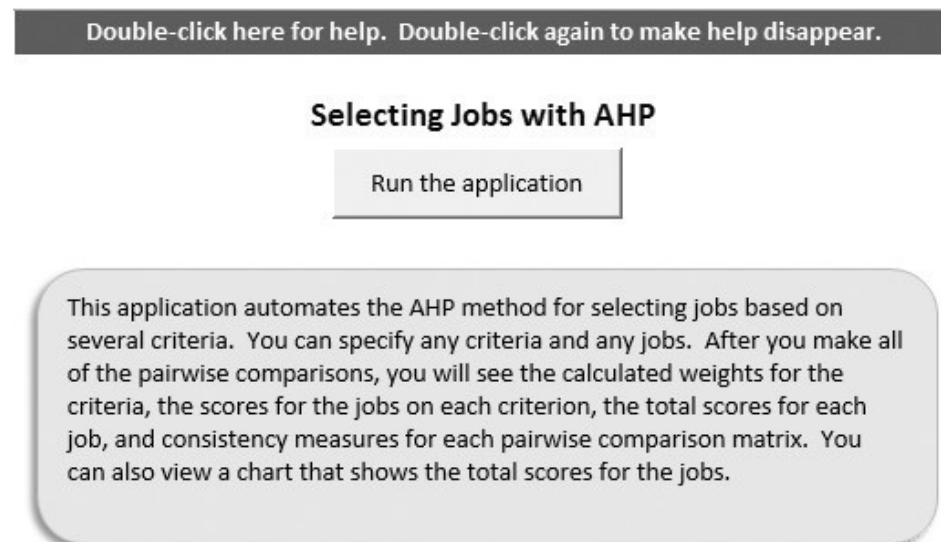 Double-click here for help.  Double-click again to make help disappear.
Selecting Jobs with AHP
Run the application
This application automates the AHP method for selecting jobs based on
several criteria.  You can specify any criteria and any jobs.  After you make all
of the pairwise comparisons, you will see the calculated weights for the
criteria, the scores for the jobs on each criterion, the total scores for each
job, and consistency measures for each pairwise comparison matrix.  You
can also view a chart that shows the total scores for the jobs.